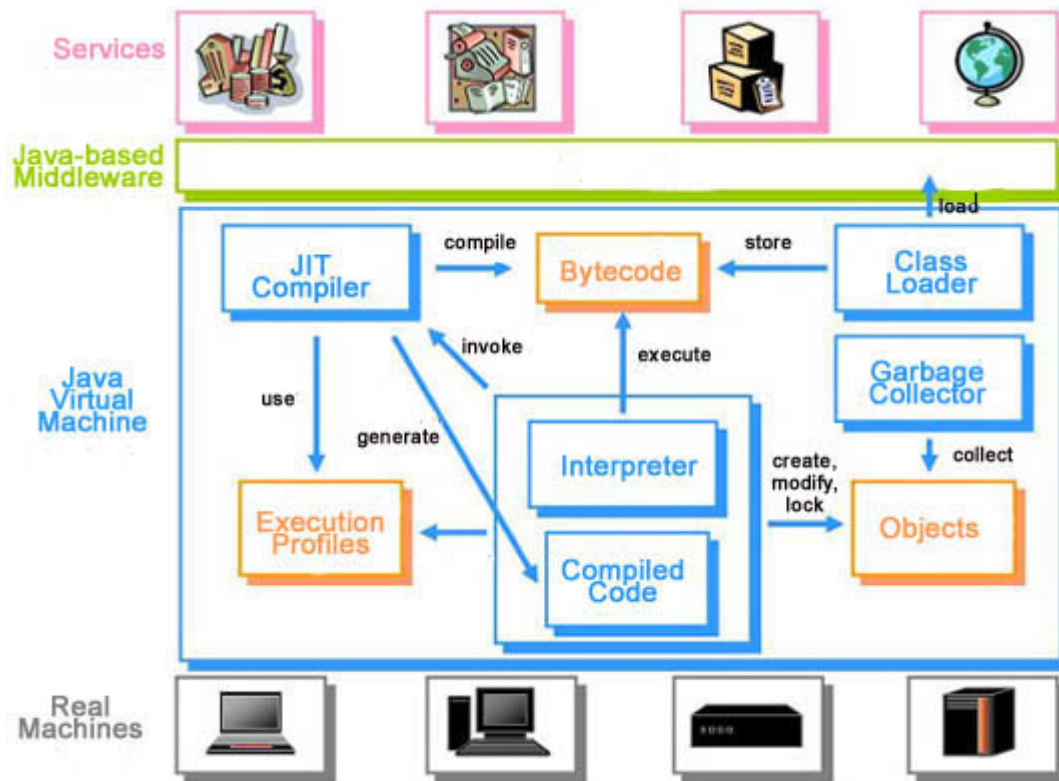 Services
Java-based
Middleware
load
JIT
Compiler
compile
Bytecode
store
Class
Loader
Java
Virtual
Machine
invoke
execute
Garbage
Collector
use
generate
Interpreter
create,
modify,
lock
collect
Execution
Profiles
Compiled
Code
Objects
Real
Machines